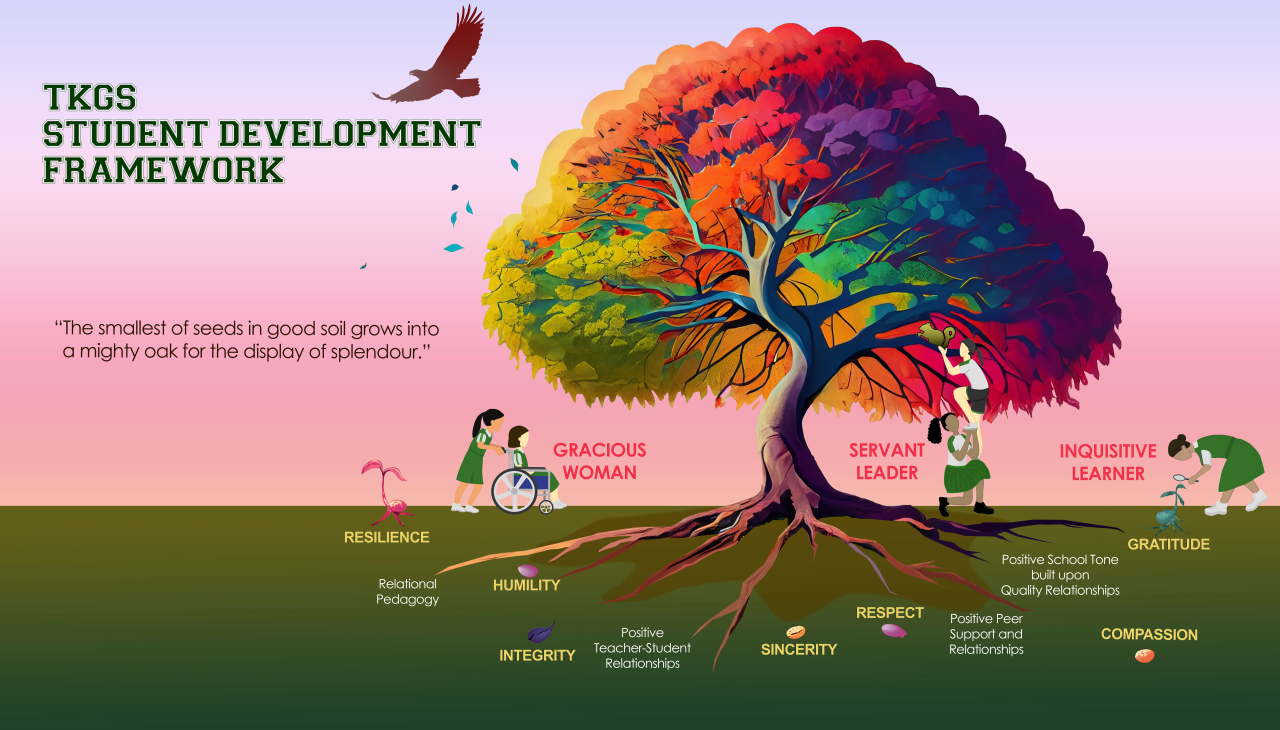 TKGS
STUDENT DEVELOPMENT
FRAMEWORK
“The smallest of seeds in good soil grows into
a mighty oak for the display of splendour.”
GRACIOUS
WOMAN
SERVANT
LEADER
INQUISITIVE
LEARNER
RESILIENCE
GRATITUDE
Relational
Pedagogy
HUMILITY
Positive School Tone
built upon
Quality Relationships
INTEGRITY
Positive
Teacher-Student
Relationships
SINCERITY
RESPECT
Positive Peer
Support and
Relationships
COMPASSION